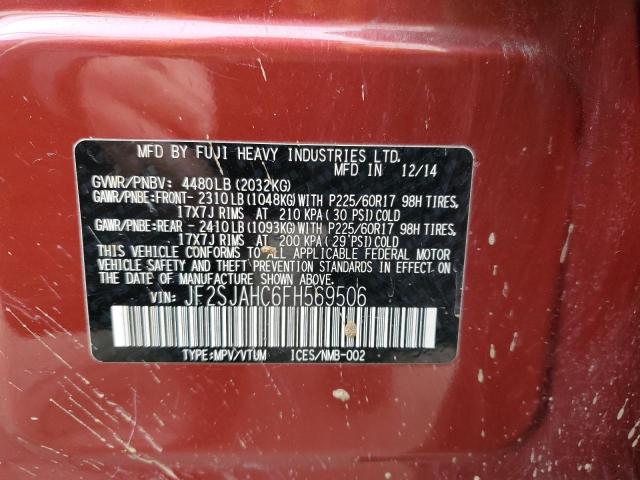 MFD BY FUJI HEAVY INDUSTRIES LTD.
MFD IN 12/14
GVWR/PNBV: 4480LB(2032KG)
GAWR/PNBE:FRONT-2310LB(1048KG)WITH P225/60R17 98H TIRES,
17X7J RIMS AT 210 KPA( 30 PSI)COLD
GAWR/PNBE:REAR -2410LB(1093KG)WITH P225/60R17 98H TIRES,
17X7J RIMS AT 200 KPA( 29 PSI)COLD
THIS VEHICLE CONFORMS TO ALL APPLICABLE FEDERAL MOTOR
VEHICLE SAFETY AND THEFT PREVENTION STANDARDS IN EFFECT
ON THE DATE OF MANUFACTURE SHOWN ABOVE.
VIN: JF2SJAHC6FH569506
TYPE:MPV/VTUM ICES/NMB-002